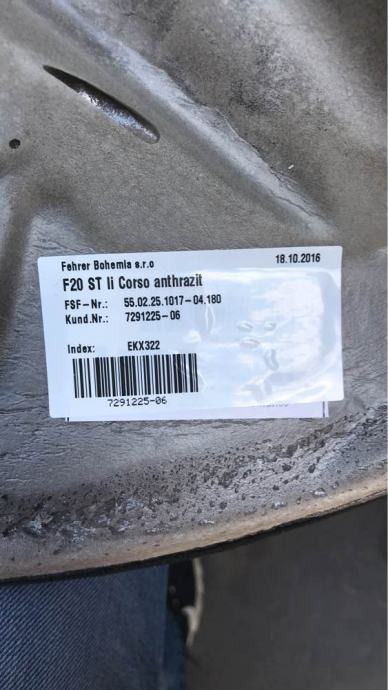 Fehrer Bohemia s.r.o 18.10.2016
F20 ST li Corso anthrazit
FSF-Nr.: 55.02.25.1017-04.180
Kund.Nr.: 7291225-06
Index: EKX322
7291225-06